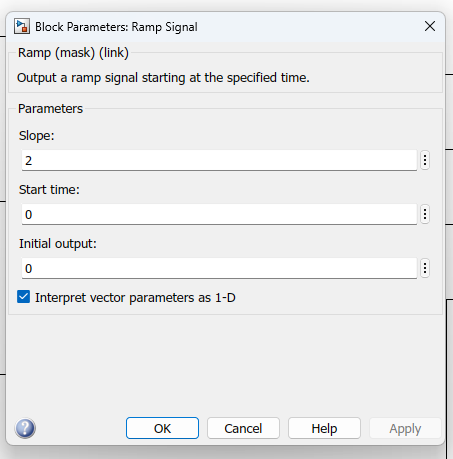 Block Parameters: Ramp Signal
Ramp (mask) (link)
Output a ramp signal starting at the specified time.
Parameters
Slope:
2
Start time:
0
Initial output:
0
Interpret vector parameters as 1-D
? OK Cancel Help Apply